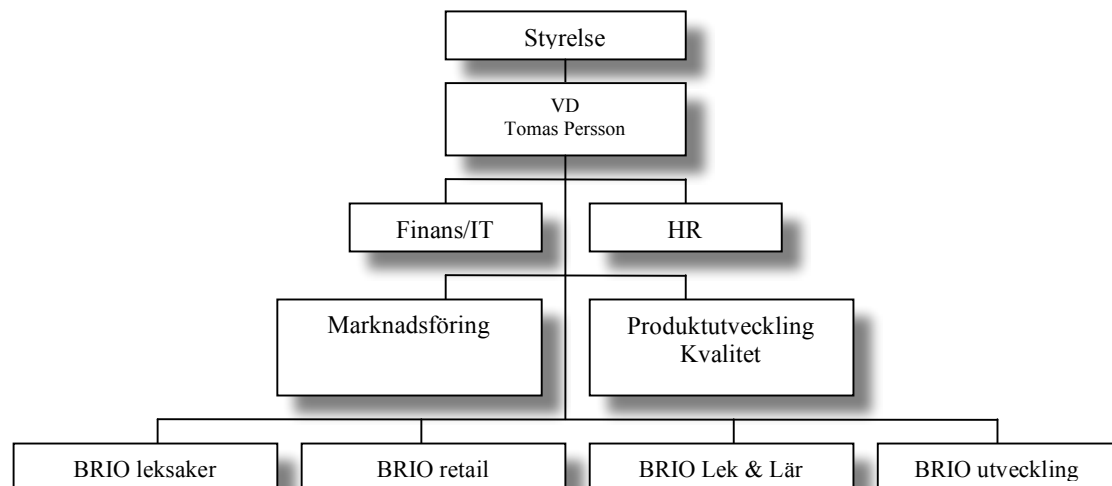 Styrelse
VD
Tomas Persson
Finans/IT
HR
Marknadsföring
Produktutveckling
Kvalitet
BRIO leksaker
BRIO retail
BRIO Lek & Lär
BRIO utveckling